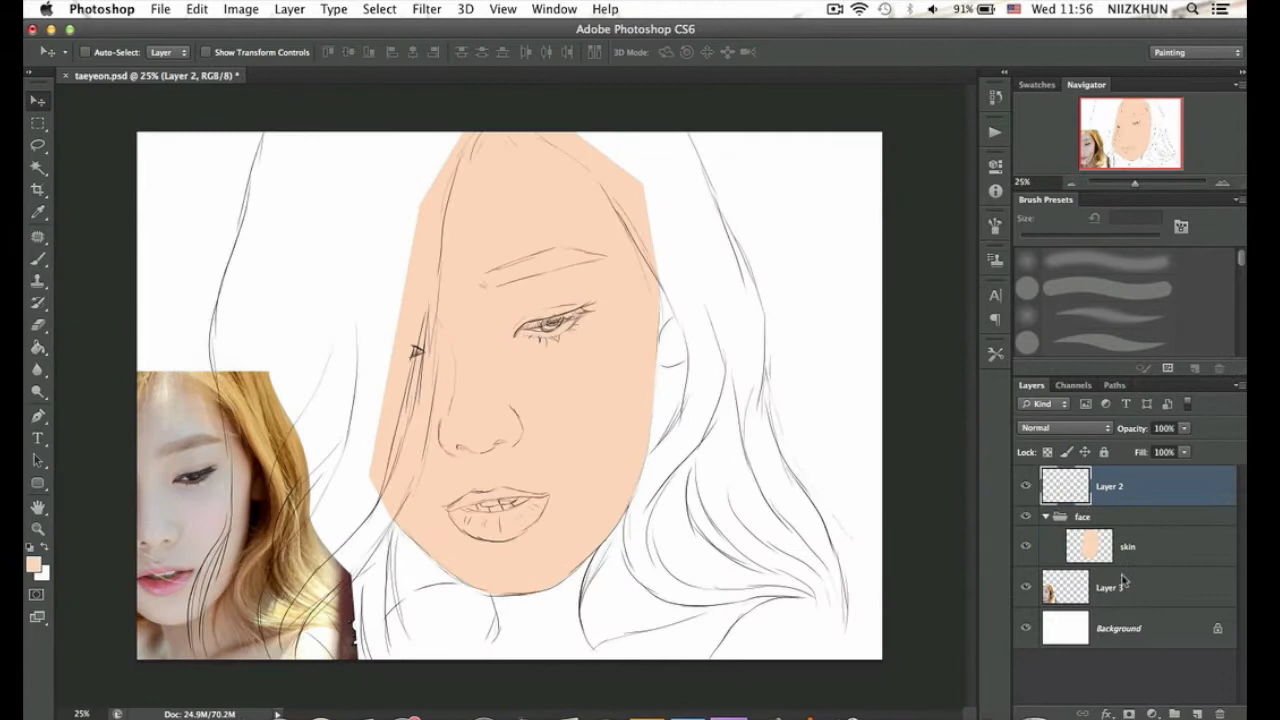 Photoshop File Edit Image Layer Type Select Filter 3D View Window Help 91% Wed 11:56 NIIZKHUN
Adobe Photoshop CS6
Auto-Select: Layer Show Transform Controls 3D Mode: Painting
taeyeon.psd @ 25% (Layer 2, RGB/8) *
Swatches Navigator
25%
Brush Presets
Size:
Layers Channels Paths
Kind
Normal Opacity: 100%
Lock: Fill: 100%
Layer 2
face
skin
Layer 3
Background
25% Doc: 24.9M/70.2M